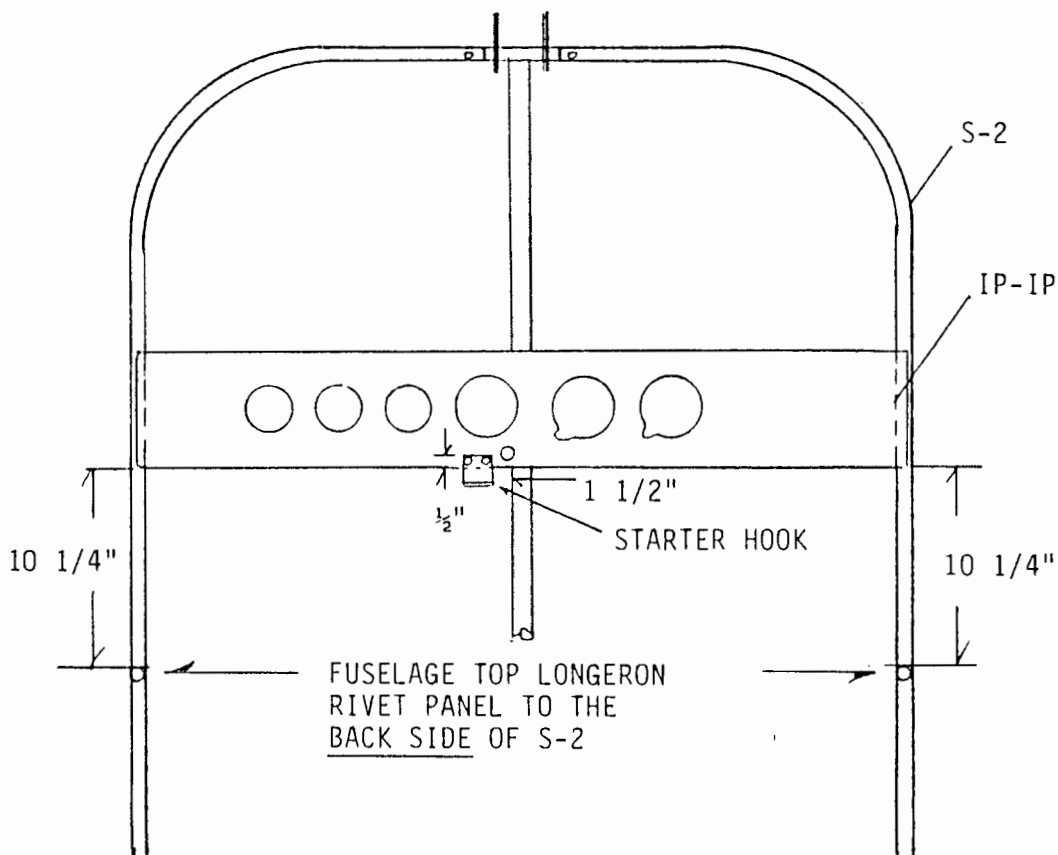 S-2
IP-IP
1 1/2"
½"
STARTER HOOK
10 1/4"
10 1/4"
FUSELAGE TOP LONGERON
RIVET PANEL TO THE
BACK SIDE OF S-2